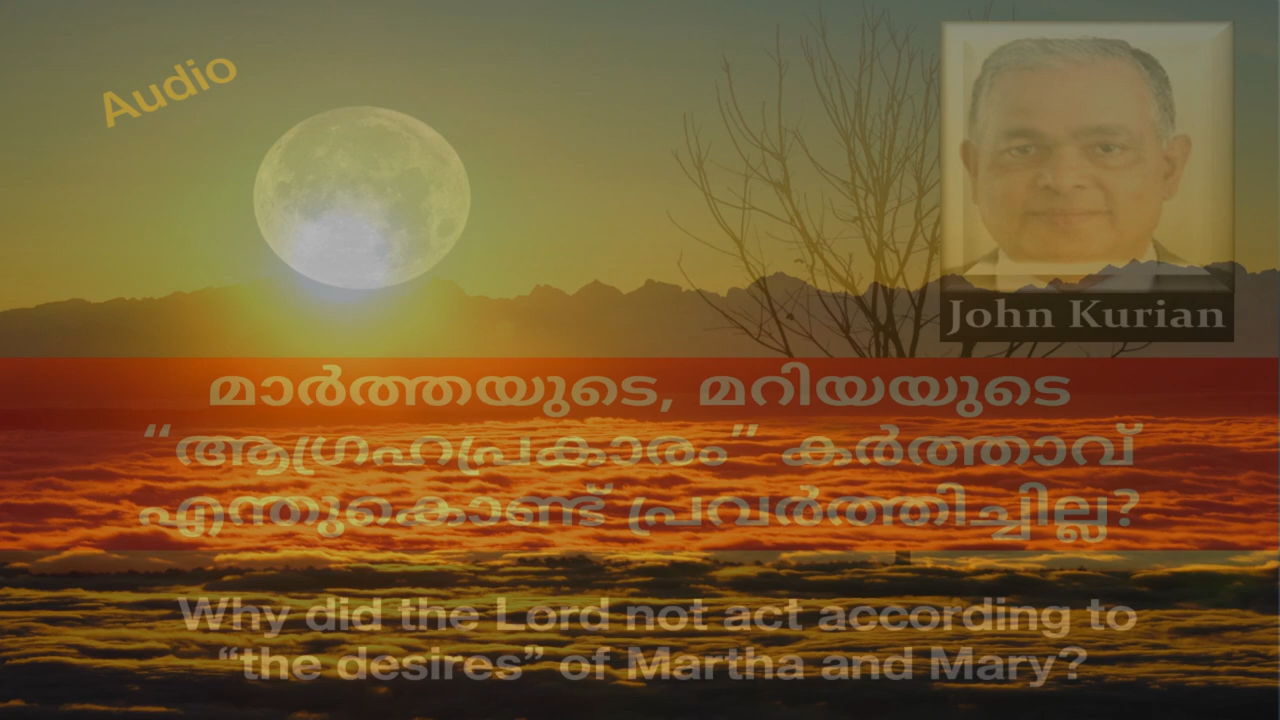 Audio
John Kurian
മാർത്തയുടെ, മറിയയുടെ
“ആഗ്രഹപ്രകാരം” കർത്താവ്
എന്തുകൊണ്ട് പ്രവർത്തിച്ചില്ല?
Why did the Lord not act according to
“the desires” of Martha and Mary?